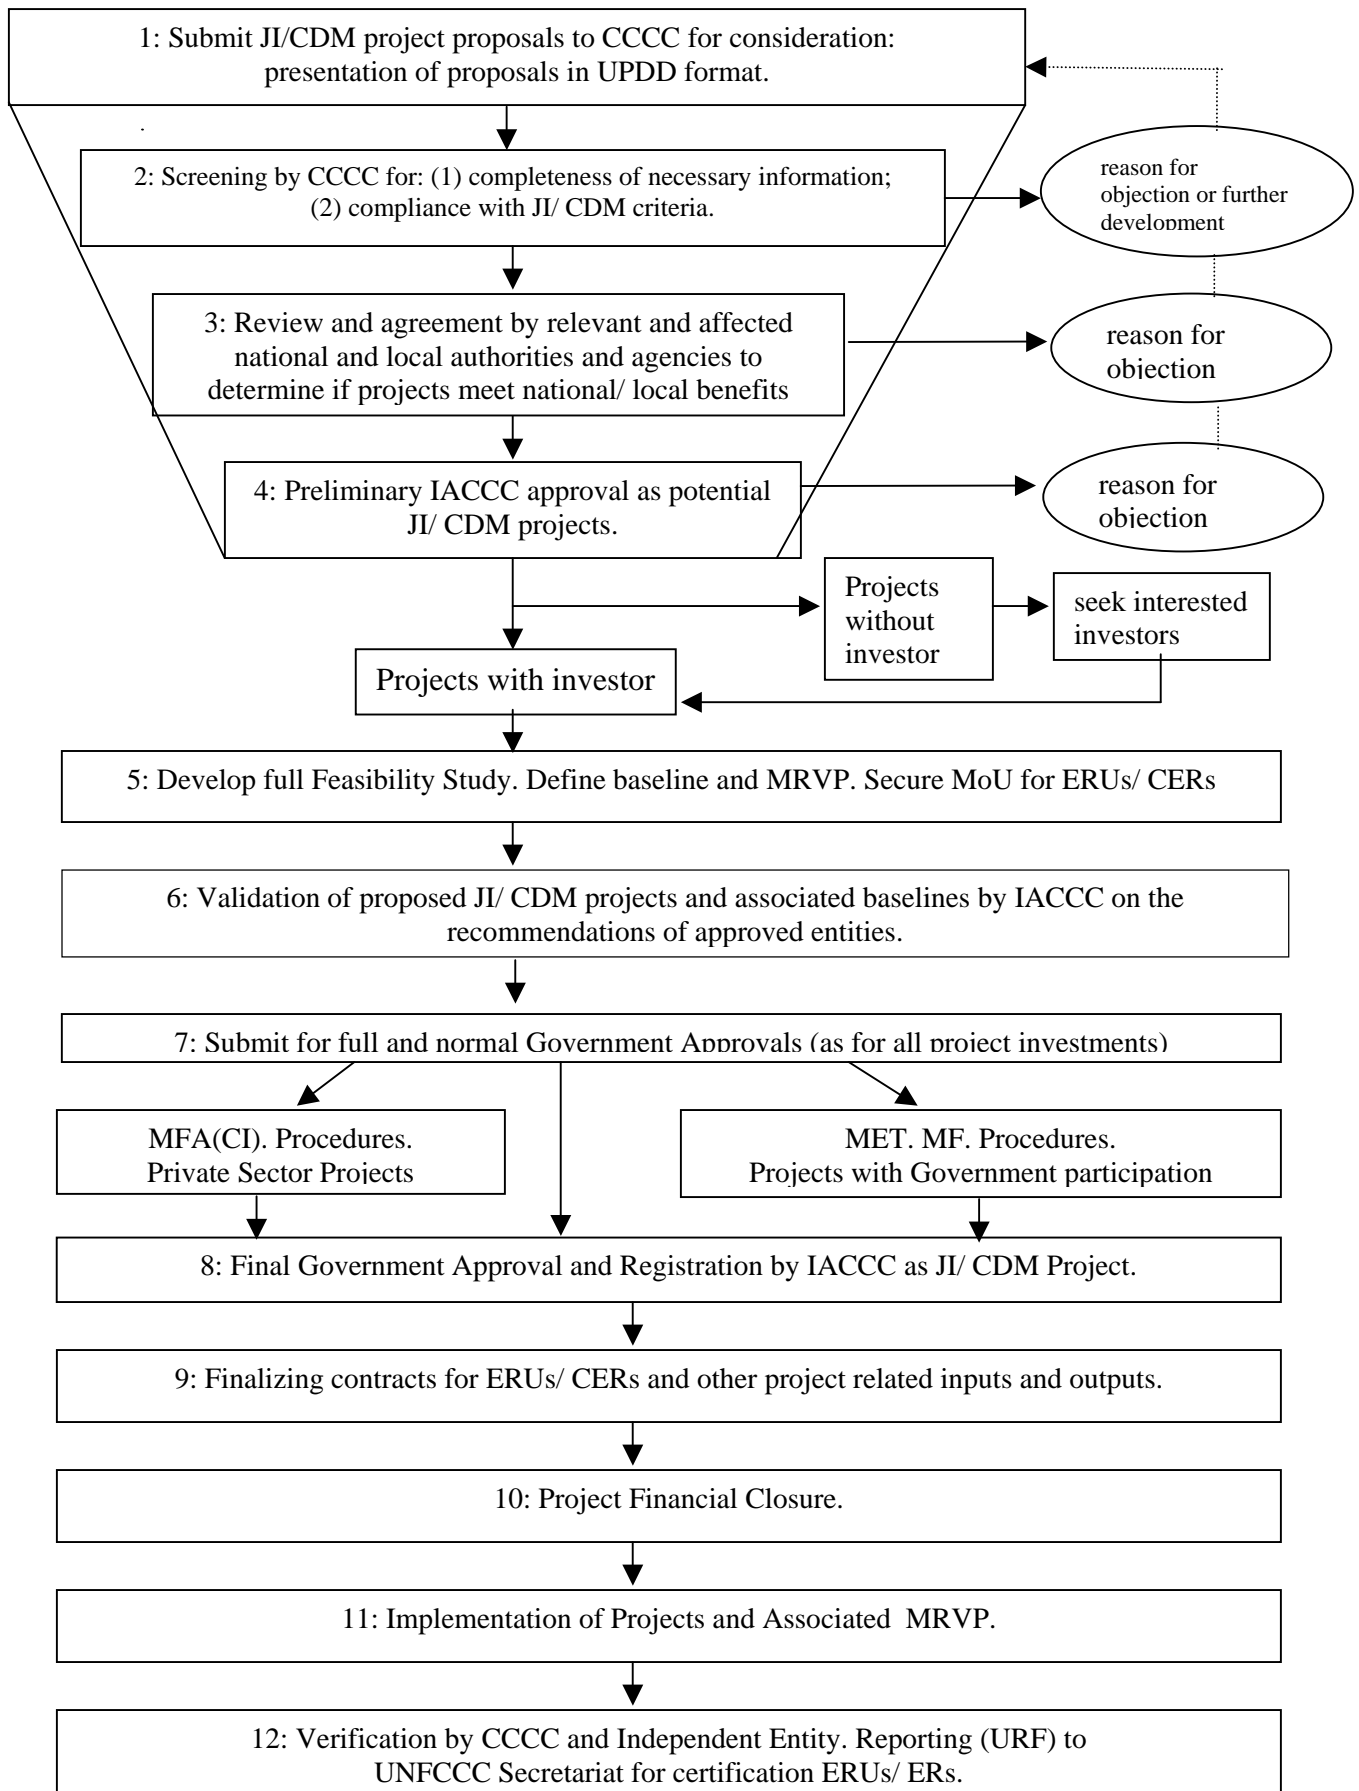 1: Submit JI/CDM project proposals to CCCC for consideration:
presentation of proposals in UPDD format.
2: Screening by CCCC for: (1) completeness of necessary information;
(2) compliance with JI/ CDM criteria.
reason for
objection or further
development
3: Review and agreement by relevant and affected
national and local authorities and agencies to
determine if projects meet national/ local benefits
reason for
objection
4: Preliminary IACCC approval as potential
JI/ CDM projects.
reason for
objection
Projects
without
investor
seek interested
investors
Projects with investor
5: Develop full Feasibility Study. Define baseline and MRVP. Secure MoU for ERUs/ CERs
6: Validation of proposed JI/ CDM projects and associated baselines by IACCC on the
recommendations of approved entities.
7: Submit for full and normal Government Approvals (as for all project investments)
MFA(CI). Procedures.
Private Sector Projects
MET. MF. Procedures.
Projects with Government participation
8: Final Government Approval and Registration by IACCC as JI/ CDM Project.
9: Finalizing contracts for ERUs/ CERs and other project related inputs and outputs.
10: Project Financial Closure.
11: Implementation of Projects and Associated MRVP.
12: Verification by CCCC and Independent Entity. Reporting (URF) to
UNFCCC Secretariat for certification ERUs/ ERs.